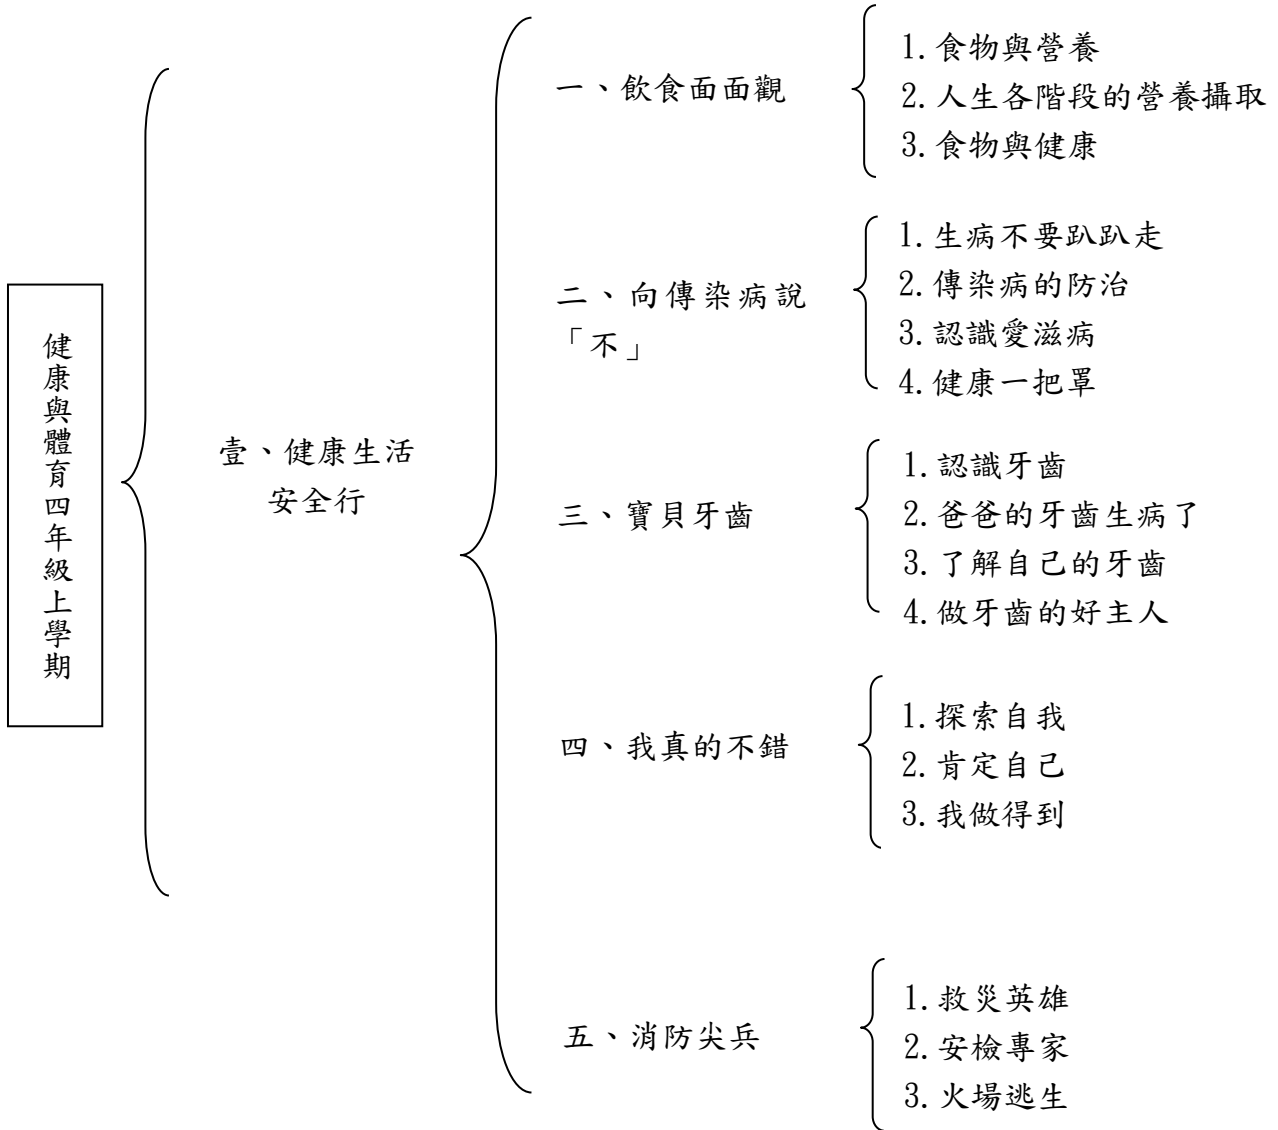 健康與體育四年級上學期
壹、健康生活
安全行
一、飲食面面觀
1.食物與營養
2.人生各階段的營養攝取
3.食物與健康
二、向傳染病說
「不」
1.生病不要趴趴走
2.傳染病的防治
3.認識愛滋病
4.健康一把罩
三、寶貝牙齒
1.認識牙齒
2.爸爸的牙齒生病了
3.了解自己的牙齒
4.做牙齒的好主人
四、我真的不錯
1.探索自我
2.肯定自己
3.我做得到
五、消防尖兵
1.救災英雄
2.安檢專家
3.火場逃生